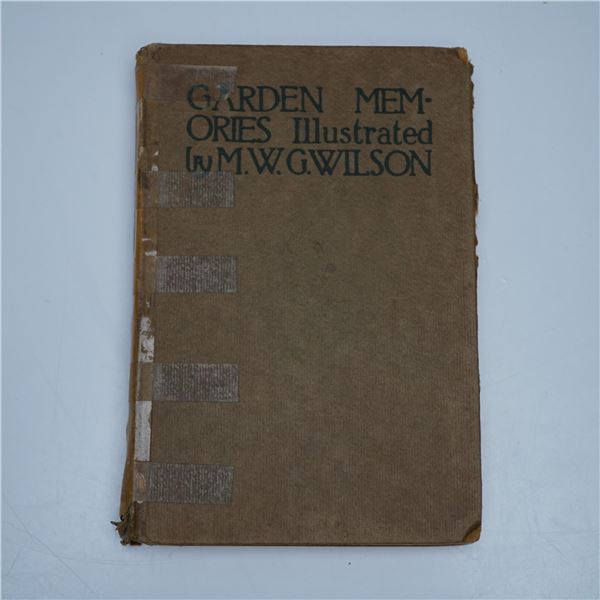 GARDEN MEM-
ORIES Illustrated
by M.W.G.WILSON